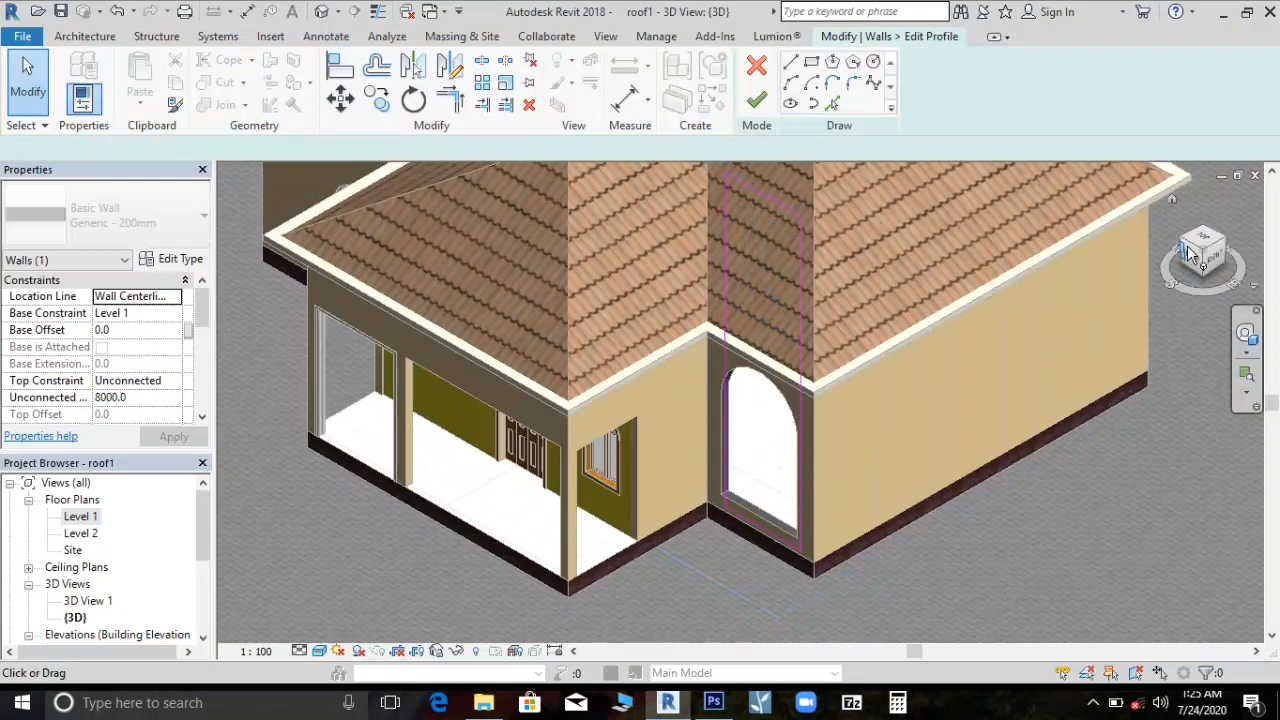 Autodesk Revit 2018 - roof1 - 3D View: {3D}
Type a keyword or phrase
Sign In
File
Architecture
Structure
Systems
Insert
Annotate
Analyze
Massing & Site
Collaborate
View
Manage
Add-Ins
Lumion®
Modify | Walls > Edit Profile
Modify
Paste
Cope
Cut
Join
Select
Properties
Clipboard
Geometry
Modify
View
Measure
Create
Mode
Draw
Properties
Basic Wall
Generic - 200mm
Walls (1)
Edit Type
Constraints
Location Line
Wall Centerli...
Base Constraint
Level 1
Base Offset
0.0
Base is Attached
Base Extension...
0.0
Top Constraint
Unconnected
Unconnected ...
8000.0
Top Offset
0.0
Properties help
Apply
Project Browser - roof1
Views (all)
Floor Plans
Level 1
Level 2
Site
Ceiling Plans
3D Views
3D View 1
{3D}
Elevations (Building Elevation
TOP
FRONT
1 : 100
Click or Drag
:0
Main Model
:0
Type here to search
Ps
7z
1:25 AM
7/24/2020